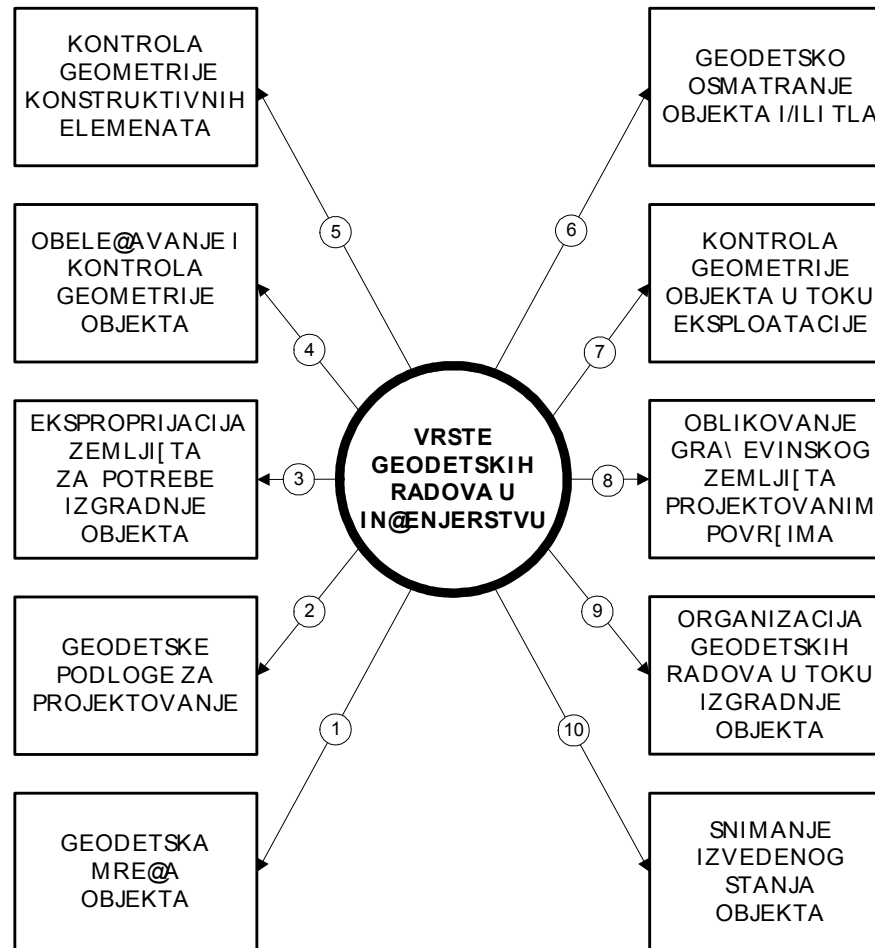 KONTROLA
GEOMETRIJE
KONSTRUKTIVNIH
ELEMENATA
5
OBELE@AVANJE I
KONTROLA
GEOMETRIJE
OBJEKTA
4
EKSPROPRIJACIJA
ZEMLJI[TA
ZA POTREBE
IZGRADNJE
OBJEKTA
3
GEODETSKE
PODLOGE ZA
PROJEKTOVANJE
2
GEODETSKA
MRE@A
OBJEKTA
1
VRSTE
GEODETSKIH
RADOVA U
IN@ENJERSTVU
GEODETSKO
OSMATRANJE
OBJEKTA I/ILI TLA
6
KONTROLA
GEOMETRIJE
OBJEKTA U TOKU
EKSPLOATACIJE
7
OBLIKOVANJE
GRA\EVINSKOG
ZEMLJI[TA
PROJEKTOVANIM
POVR[IMA
8
ORGANIZACIJA
GEODETSKIH
RADOVA U TOKU
IZGRADNJE
OBJEKTA
9
SNIMANJE
IZVEDENOG
STANJA
OBJEKTA
10